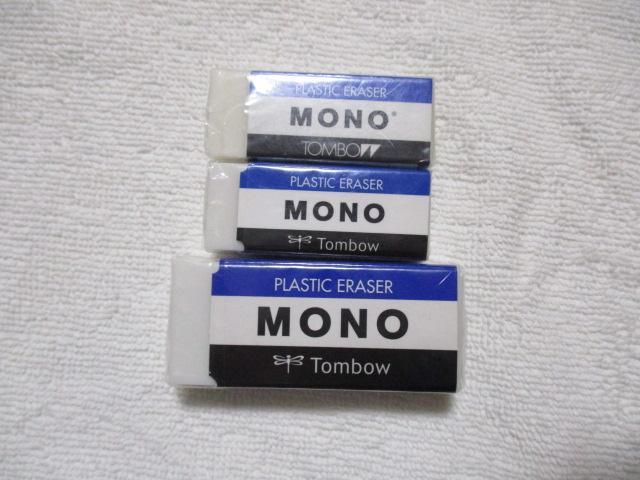 PLASTIC ERASER
MONO®
TOMBOW
PLASTIC ERASER
MONO
Tombow
PLASTIC ERASER
MONO
Tombow